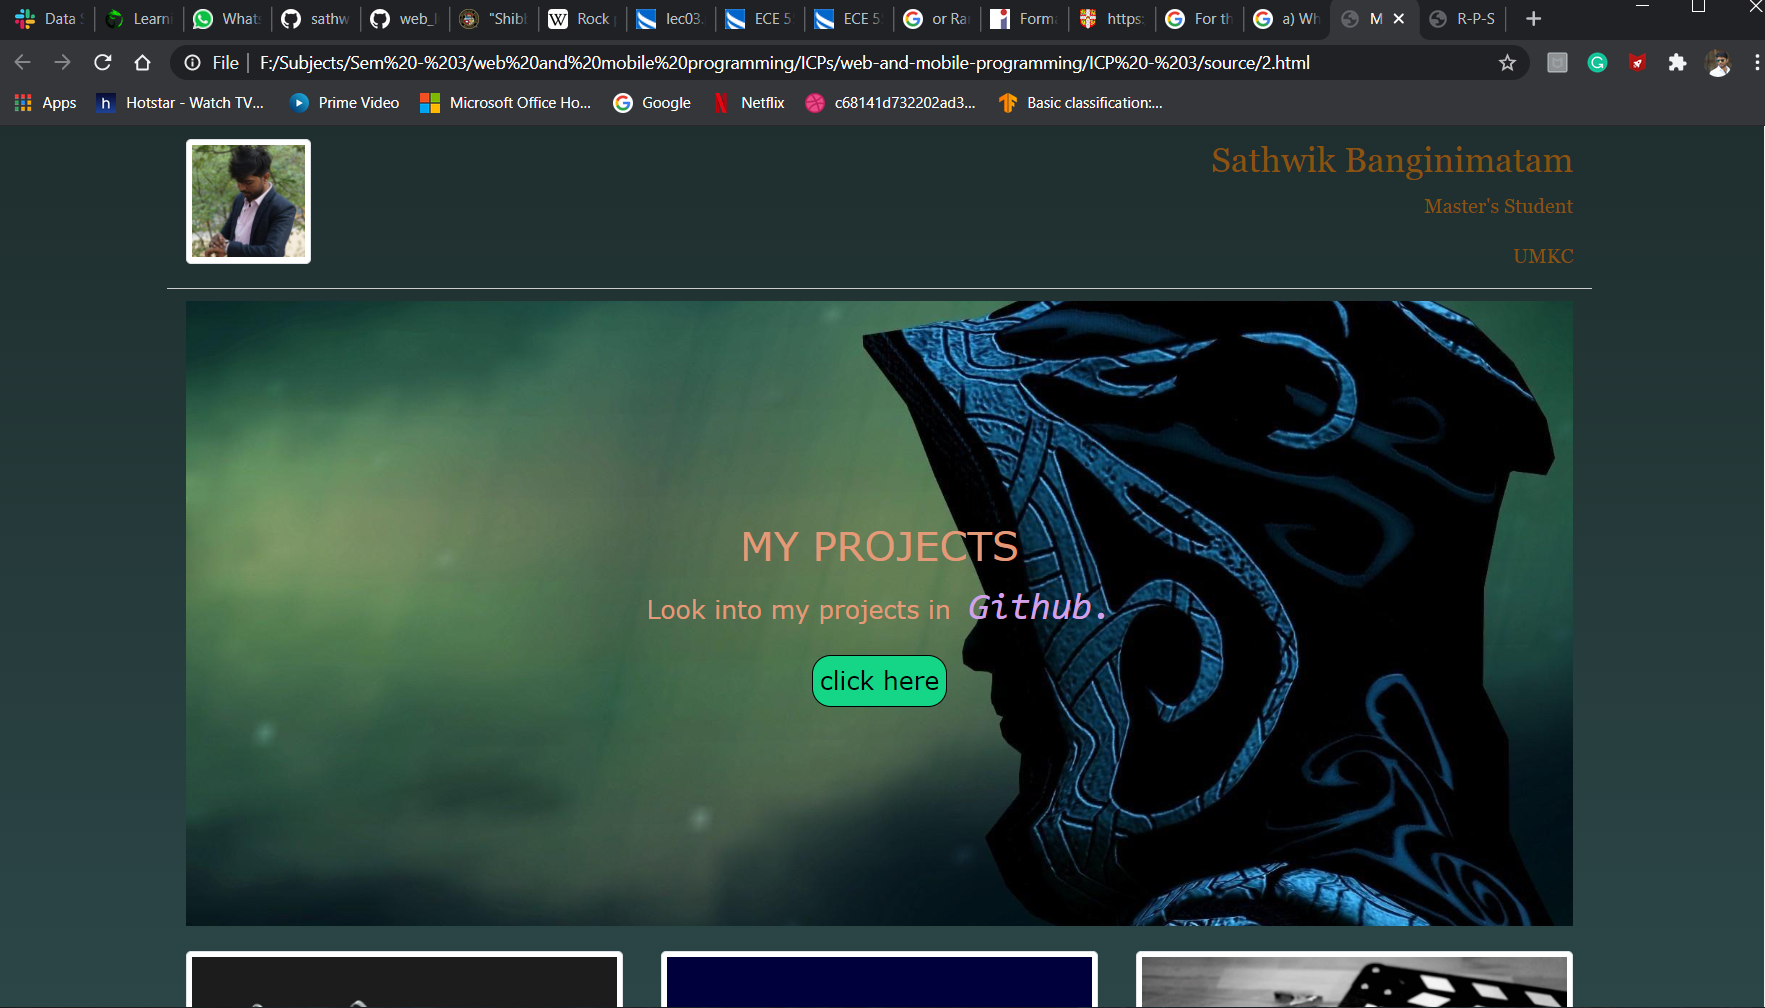 Data Learni Whats sathw web_ "Shibl Rock lec03. ECE 5 ECE 5 or Ra Forma https: For th a) Wh M R-P-S
File F:/Subjects/Sem%20-%203/web%20and%20mobile%20programming/ICPs/web-and-mobile-programming/ICP%20-%203/source/2.html
Apps Hotstar - Watch TV... Prime Video Microsoft Office Ho... Google Netflix c68141d732202ad3... Basic classification:...
Sathwik Banginimatam
Master's Student
UMKC
MY PROJECTS
Look into my projects in Github.
click here